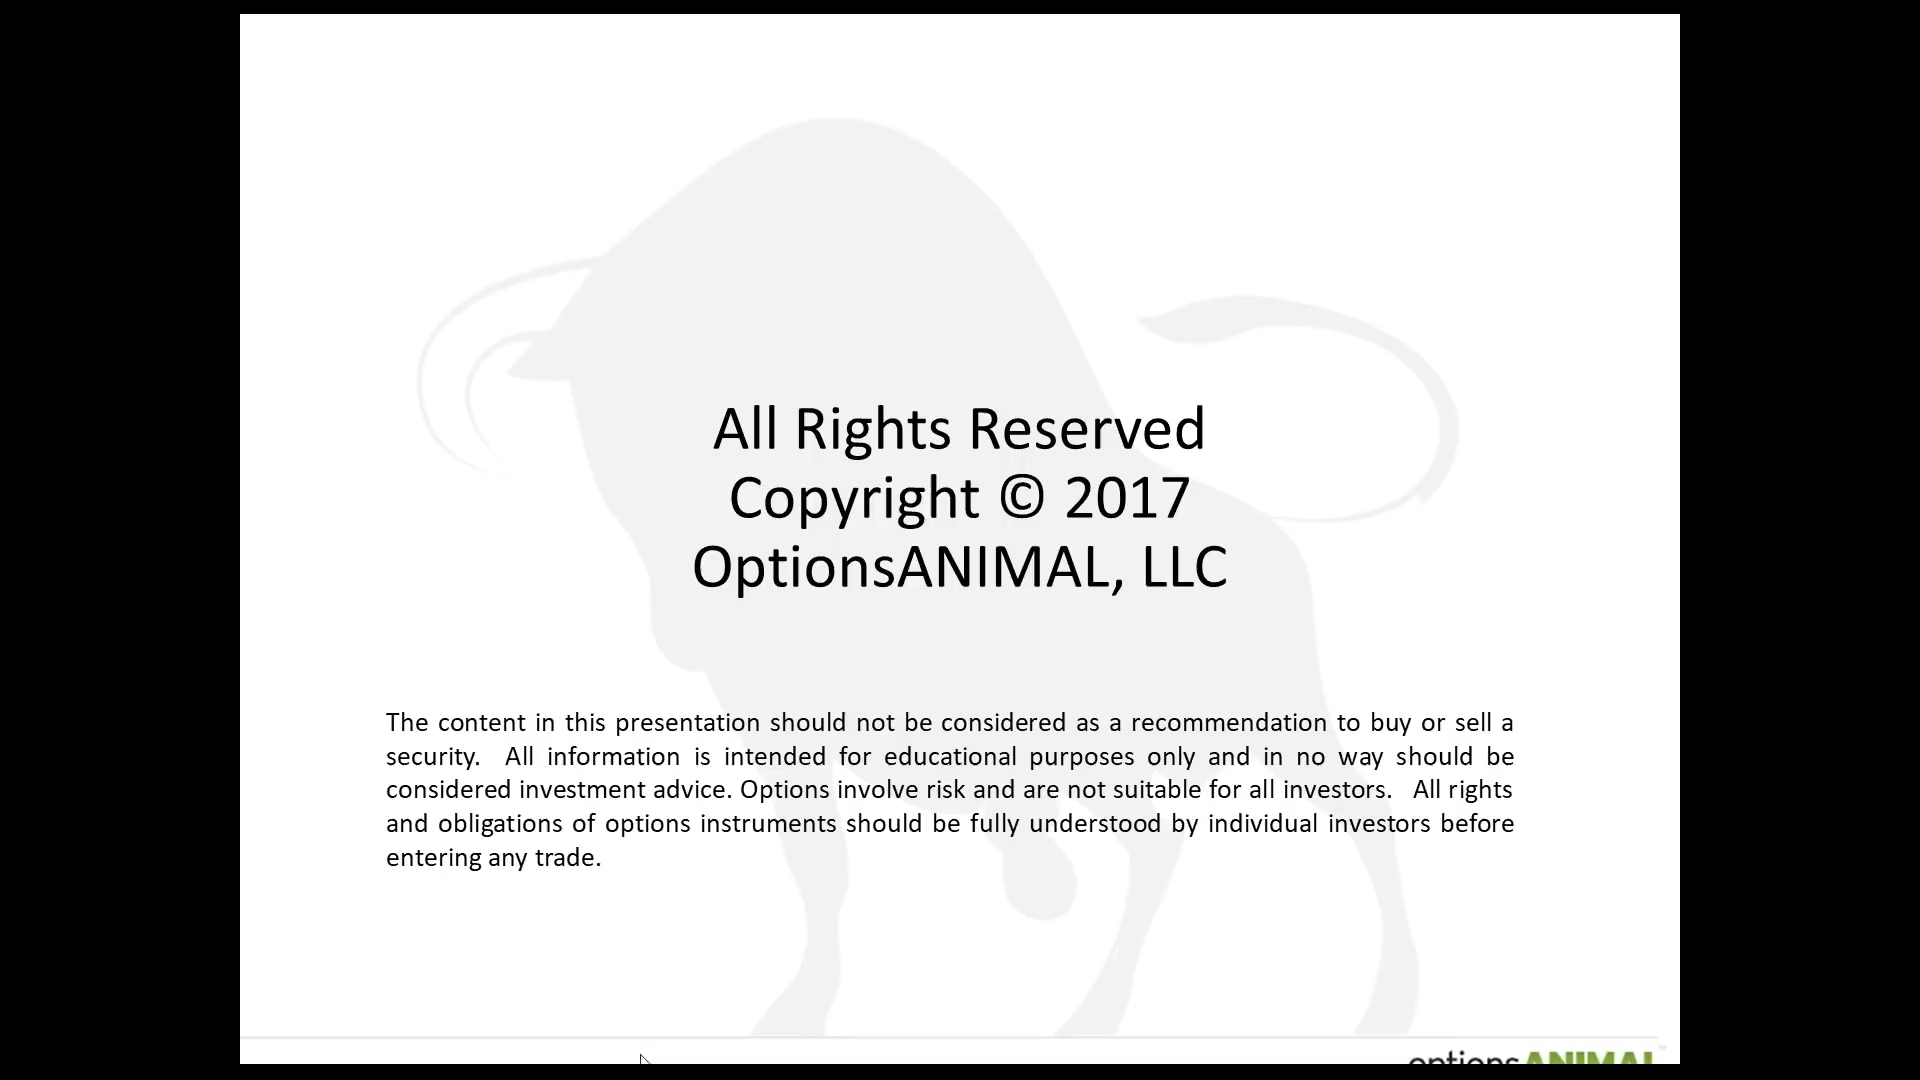 All Rights Reserved
Copyright © 2017
OptionsANIMAL, LLC
The content in this presentation should not be considered as a recommendation to buy or sell a
security. All information is intended for educational purposes only and in no way should be
considered investment advice. Options involve risk and are not suitable for all investors. All rights
and obligations of options instruments should be fully understood by individual investors before
entering any trade.
optionsANIMAL